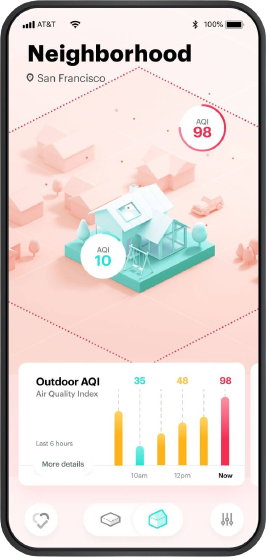 AT&T 100%
Neighborhood
San Francisco
AQI
98
AQI
10
Outdoor AQI 35 48 98
Air Quality Index
Last 6 hours
More details
10am 12pm Now